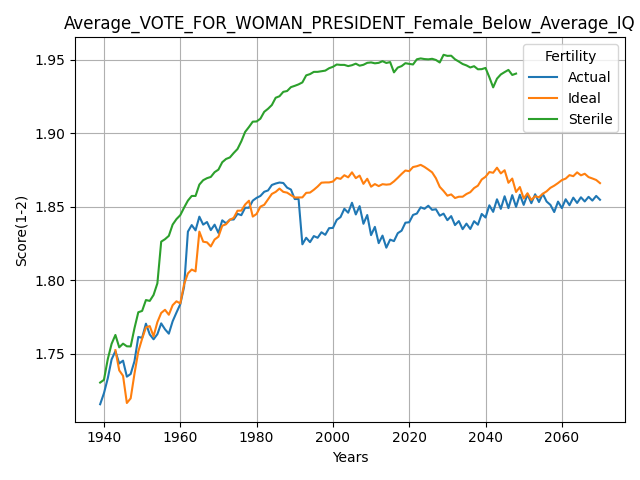 Average_VOTE_FOR_WOMAN_PRESIDENT_Female_Below_Average_IQ
Fertility
Actual
Ideal
Sterile
Score(1-2)
1.95
1.90
1.85
1.80
1.75
1940 1960 1980 2000 2020 2040 2060
Years